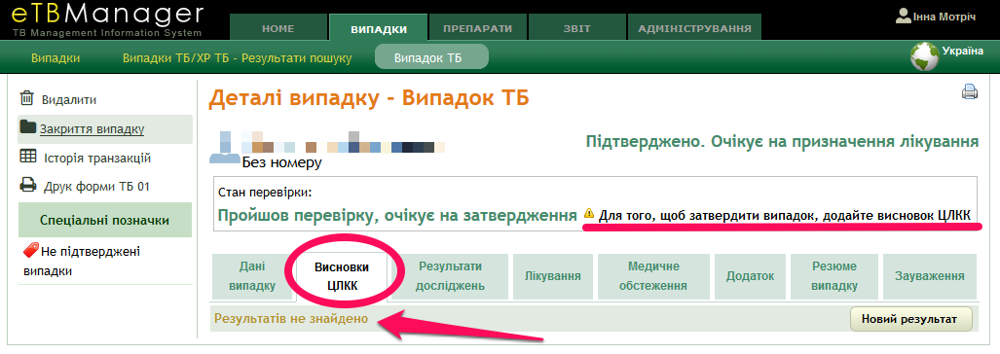 eTBManager
TB Management Information System
HOME
ВИПАДКИ
ПРЕПАРАТИ
ЗВІТ
АДМІНІСТРУВАННЯ
Інна Мотріч
Випадки
Випадки ТБ/ХР ТБ - Результати пошуку
Випадок ТБ
Україна
Видалити
Закриття випадку
Історія транзакцій
Друк форми ТБ 01
Спеціальні позначки
Не підтверджені
випадки
Деталі випадку - Випадок ТБ
Без номеру
Підтверджено. Очікує на призначення лікування
Стан перевірки:
Пройшов перевірку, очікує на затвердження Для того, щоб затвердити випадок, додайте висновок ЦЛКК
Дані
випадку
Висновки
ЦЛКК
Результати
досліджень
Лікування
Медичне
обстеження
Додаток
Резюме
випадку
Зауваження
Результатів не знайдено
Новий результат